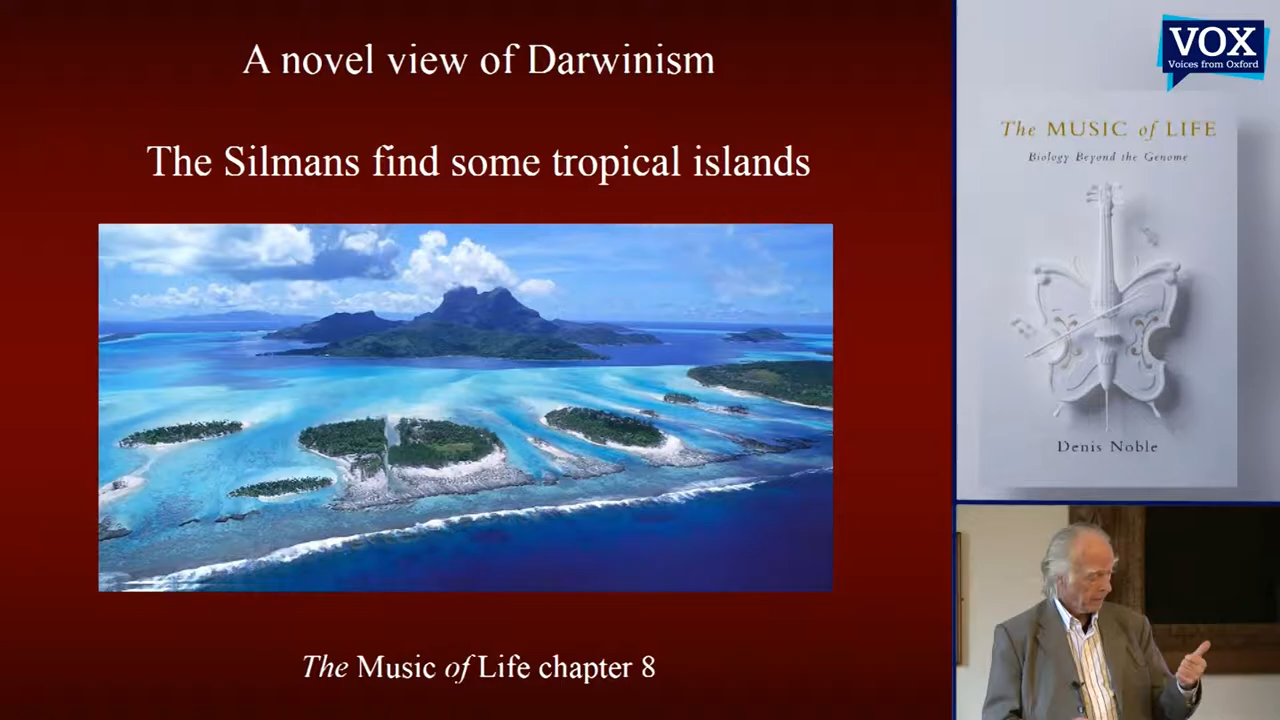 A novel view of Darwinism
The Silmans find some tropical islands
The Music of Life chapter 8
VOX
Voices from Oxford
The MUSIC of LIFE
Biology Beyond the Genome
Denis Noble